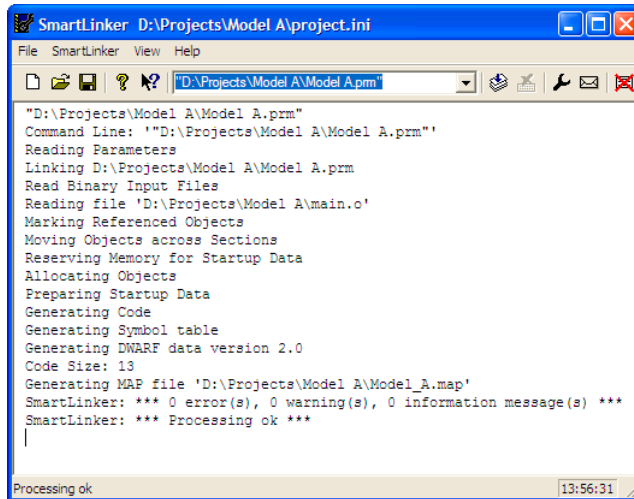 SmartLinker D:\Projects\Model A\project.ini
File SmartLinker View Help
"D:\Projects\Model A\Model A.prm"
"D:\Projects\Model A\Model A.prm"
Command Line: '"D:\Projects\Model A\Model A.prm"'
Reading Parameters
Linking D:\Projects\Model A\Model A.prm
Read Binary Input Files
Reading file 'D:\Projects\Model A\main.o'
Marking Referenced Objects
Moving Objects across Sections
Reserving Memory for Startup Data
Allocating Objects
Preparing Startup Data
Generating Code
Generating Symbol table
Generating DWARF data version 2.0
Code Size: 13
Generating MAP file 'D:\Projects\Model A\Model_A.map'
SmartLinker: *** 0 error(s), 0 warning(s), 0 information message(s) ***
SmartLinker: *** Processing ok ***
Processing ok 13:56:31